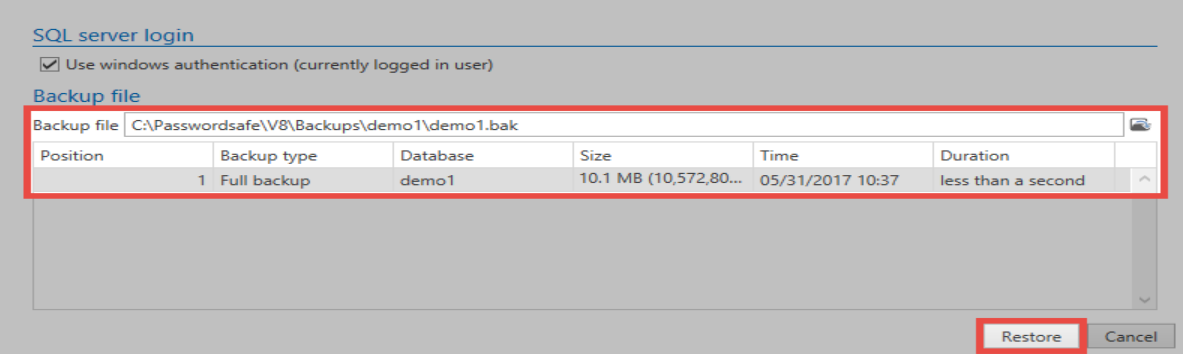 SQL server login
Use windows authentication (currently logged in user)
Backup file
Backup file C:\Passwordsafe\V8\Backups\demo1\demo1.bak
Position Backup type Database Size Time Duration
1 Full backup demo1 10.1 MB (10,572,80... 05/31/2017 10:37 less than a second
Restore Cancel